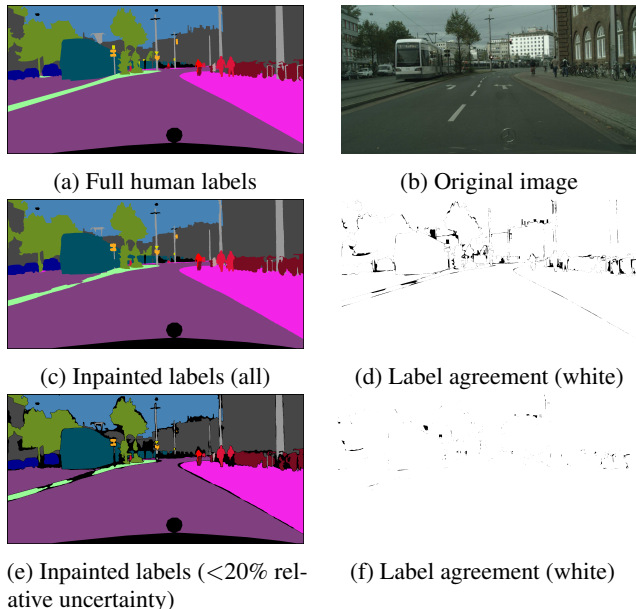 (a) Full human labels
(b) Original image
(c) Inpainted labels (all)
(d) Label agreement (white)
(e) Inpainted labels (<20% rel-
ative uncertainty)
(f) Label agreement (white)